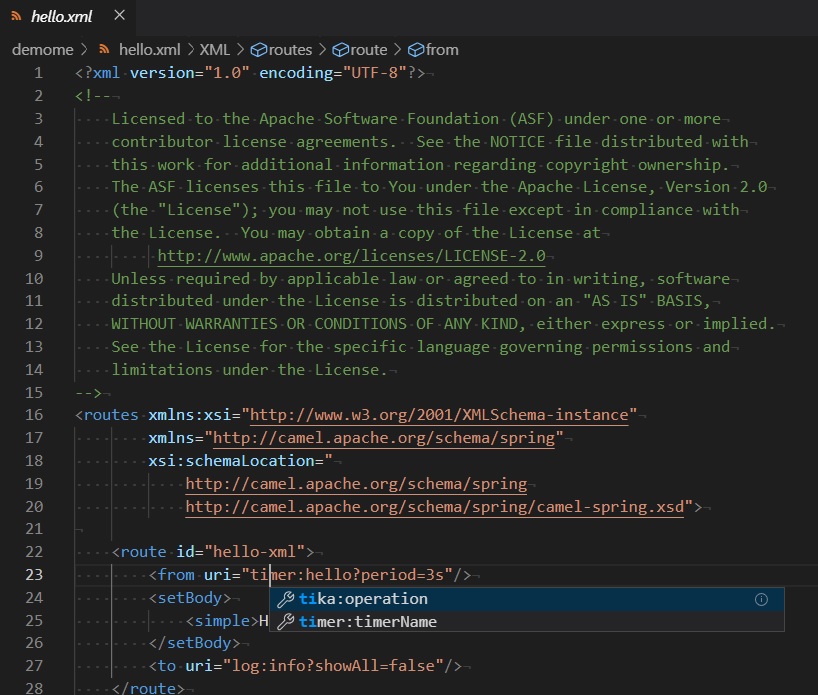 hello.xml
demome > hello.xml > XML > routes > route > from
1 <?xml version="1.0" encoding="UTF-8"?>
2 <!--
3 Licensed to the Apache Software Foundation (ASF) under one or more
4 contributor license agreements.  See the NOTICE file distributed with
5 this work for additional information regarding copyright ownership.
6 The ASF licenses this file to You under the Apache License, Version 2.0
7 (the "License"); you may not use this file except in compliance with
8 the License.  You may obtain a copy of the License at
9 http://www.apache.org/licenses/LICENSE-2.0
10 Unless required by applicable law or agreed to in writing, software
11 distributed under the License is distributed on an "AS IS" BASIS,
12 WITHOUT WARRANTIES OR CONDITIONS OF ANY KIND, either express or implied.
13 See the License for the specific language governing permissions and
14 limitations under the License.
15 -->
16 <routes xmlns:xsi="http://www.w3.org/2001/XMLSchema-instance"
17 xmlns="http://camel.apache.org/schema/spring"
18 xsi:schemaLocation="
19 http://camel.apache.org/schema/spring
20 http://camel.apache.org/schema/spring/camel-spring.xsd">
21
22 <route id="hello-xml">
23 <from uri="timer:hello?period=3s"/>
24 <setBody>
tika:operation
25 <simple>H
timer:timerName
26 </setBody>
27 <to uri="log:info?showAll=false"/>
28 </route>